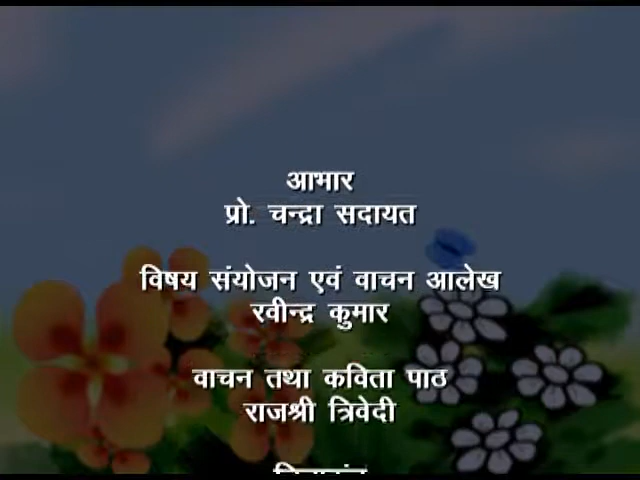 आभार
प्रो. चन्द्रा सदायत
विषय संयोजन एवं वाचन आलेख
रवीन्द्र कुमार
वाचन तथा कविता पाठ
राजश्री त्रिवेदी